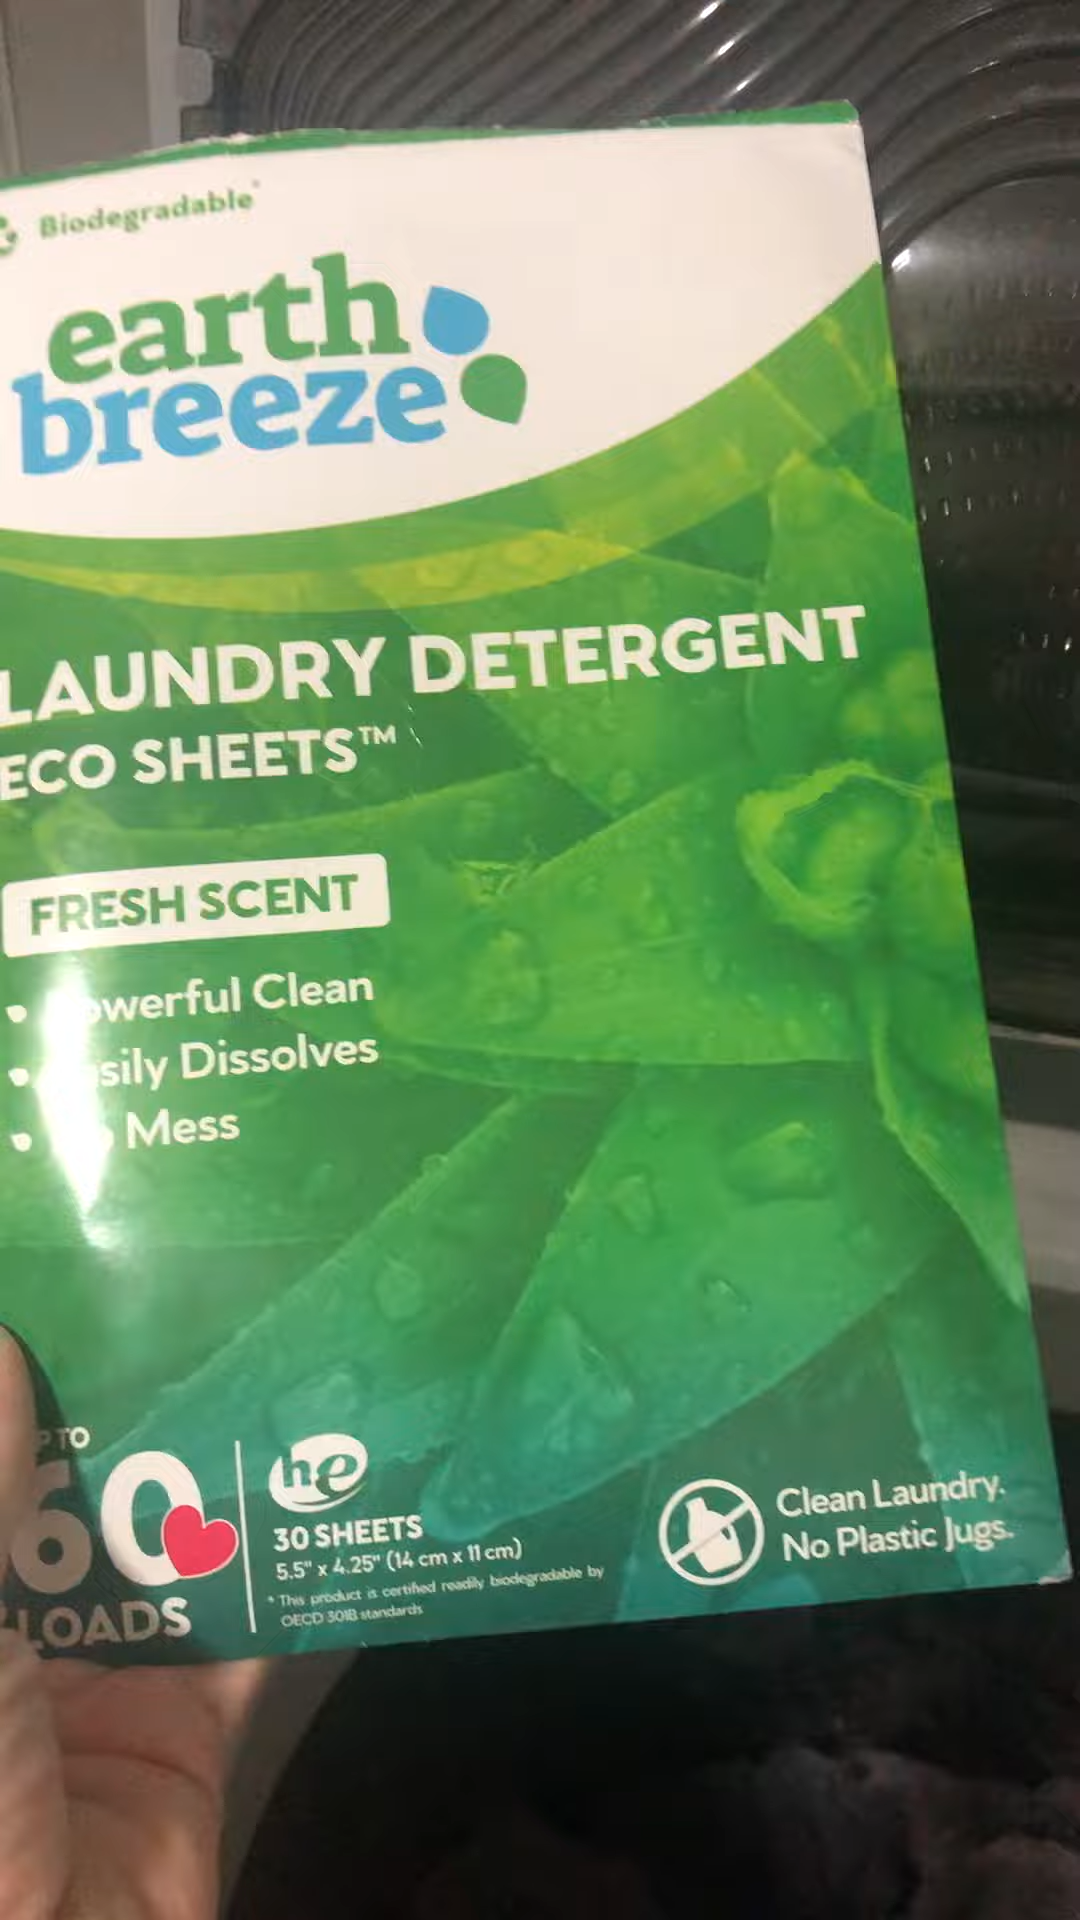 Biodegradable*
earth
breeze
LAUNDRY DETERGENT
ECO SHEETS™
FRESH SCENT
Clean
Dissolves
Mess
TO
60
LOADS
he
30 SHEETS
5.5" x 4.25" (14 cm x 11 cm)
* This product is certified readily biodegradable by
OECD 301B standards
Clean Laundry.
No Plastic Jugs.